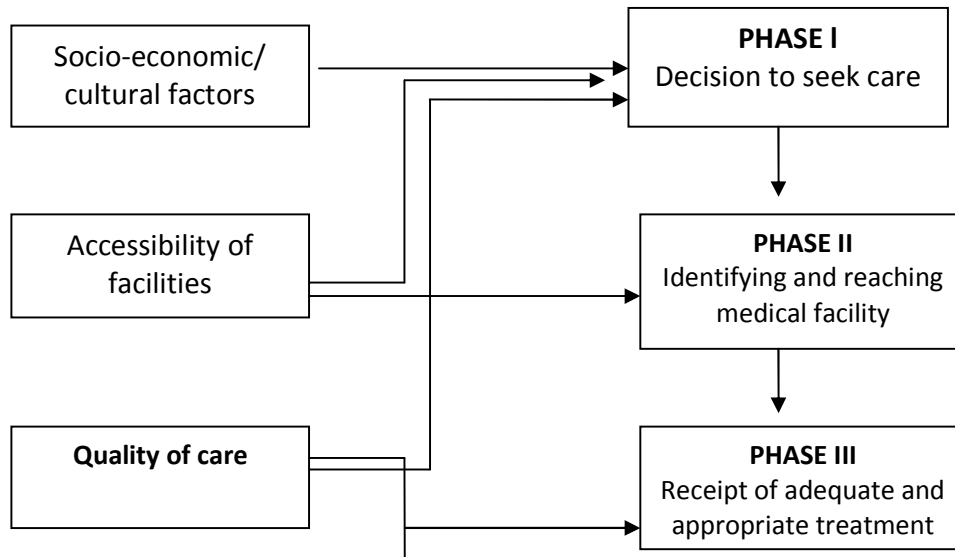 Socio-economic/
cultural factors
PHASE I
Decision to seek care
Accessibility of
facilities
PHASE II
Identifying and reaching
medical facility
Quality of care
PHASE III
Receipt of adequate and
appropriate treatment